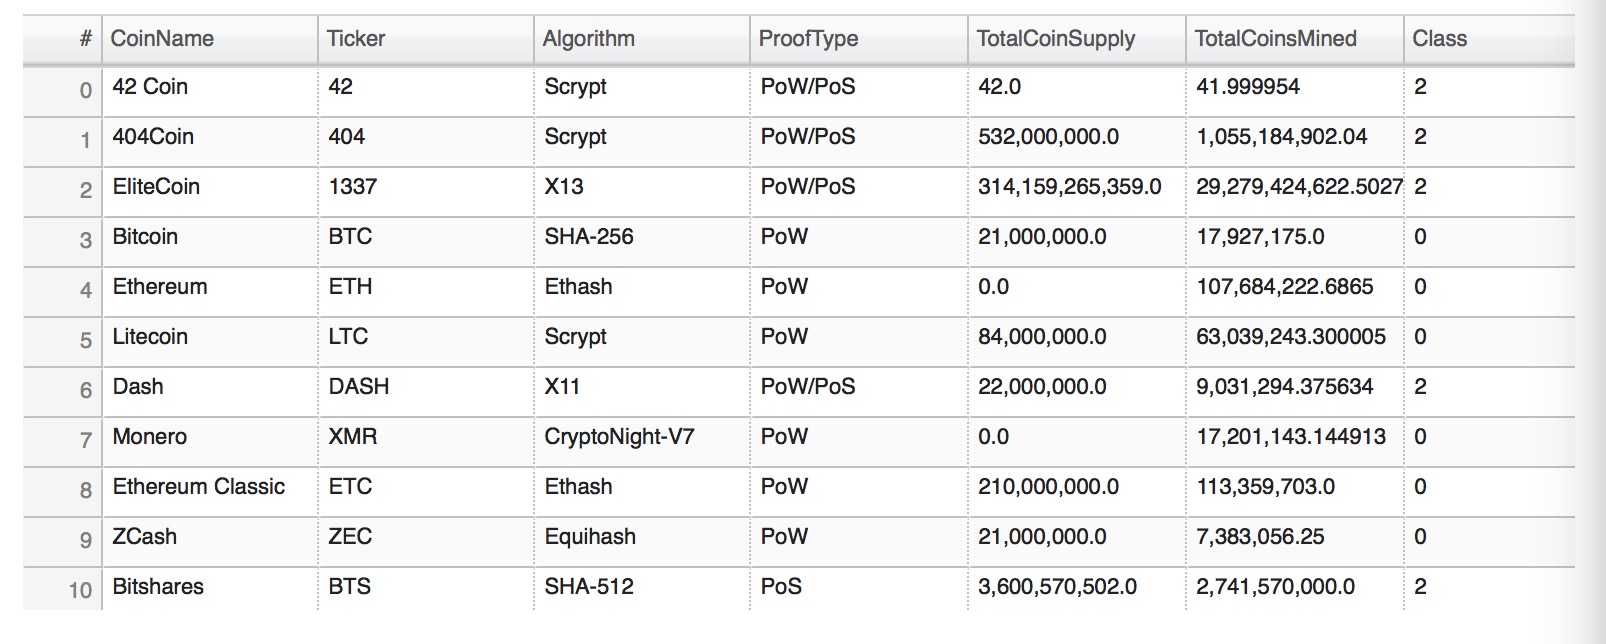 # CoinName Ticker Algorithm ProofType TotalCoinSupply TotalCoinsMined Class
0 42 Coin 42 Scrypt PoW/PoS 42.0 41.999954 2
1 404Coin 404 Scrypt PoW/PoS 532,000,000.0 1,055,184,902.04 2
2 EliteCoin 1337 X13 PoW/PoS 314,159,265,359.0 29,279,424,622.5027 2
3 Bitcoin BTC SHA-256 PoW 21,000,000.0 17,927,175.0 0
4 Ethereum ETH Ethash PoW 0.0 107,684,222.6865 0
5 Litecoin LTC Scrypt PoW 84,000,000.0 63,039,243.300005 0
6 Dash DASH X11 PoW/PoS 22,000,000.0 9,031,294.375634 2
7 Monero XMR CryptoNight-V7 PoW 0.0 17,201,143.144913 0
8 Ethereum Classic ETC Ethash PoW 210,000,000.0 113,359,703.0 0
9 ZCash ZEC Equihash PoW 21,000,000.0 7,383,056.25 0
10 Bitshares BTS SHA-512 PoS 3,600,570,502.0 2,741,570,000.0 2